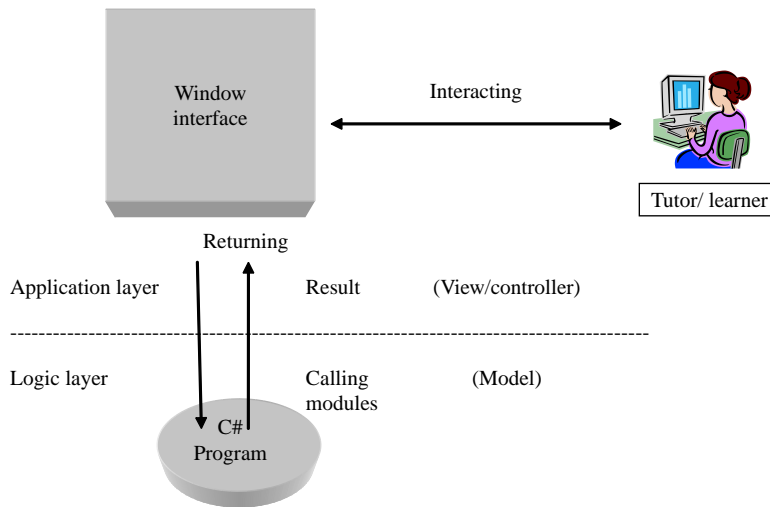 Window
interface
Interacting
Tutor/ learner
Returning
Application layer
Result
(View/controller)
Logic layer
Calling
modules
(Model)
C#
Program